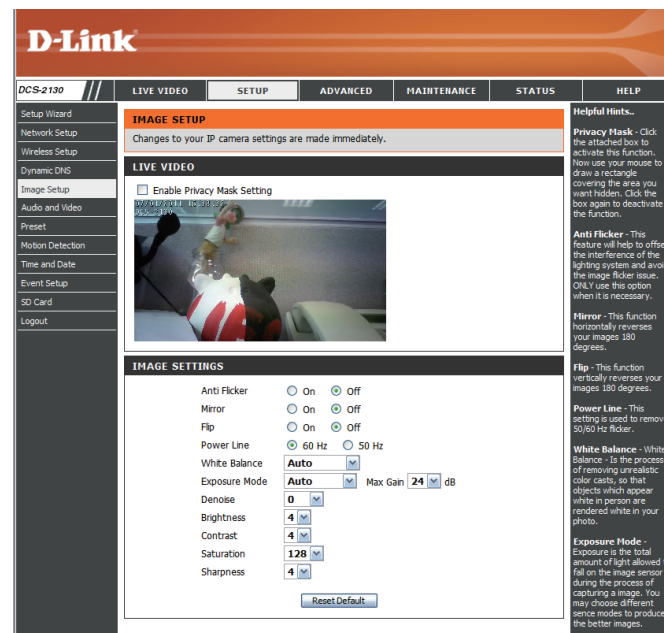 D-Link
DCS-2130
LIVE VIDEO
SETUP
ADVANCED
MAINTENANCE
STATUS
HELP
Setup Wizard
Network Setup
Wireless Setup
Dynamic DNS
Image Setup
Audio and Video
Preset
Motion Detection
Time and Date
Event Setup
SD Card
Logout
IMAGE SETUP
Changes to your IP camera settings are made immediately.
LIVE VIDEO
Enable Privacy Mask Setting
IMAGE SETTINGS
Anti Flicker On Off
Mirror On Off
Flip On Off
Power Line 60 Hz 50 Hz
White Balance Auto
Exposure Mode Auto Max Gain 24 dB
Denoise 0
Brightness 4
Contrast 4
Saturation 128
Sharpness 4
Reset Default
Helpful Hints..
Privacy Mask - Click
the attached box to
activate this function.
Now use your mouse to
draw a rectangle
covering the area you
want hidden. Click the
box again to deactivate
the function.
Anti Flicker - This
feature will help to offse
the interference of the
lighting system and avoi
the image flicker issue.
ONLY use this option
when it is necessary.
Mirror - This function
horizontally reverses
your images 180
degrees.
Flip - This function
vertically reverses your
images 180 degrees.
Power Line - This
setting is used to remov
50/60 Hz flicker.
White Balance - White
Balance - Is the process
of removing unrealistic
color casts, so that
objects which appear
white in person are
rendered white in your
photo.
Exposure Mode -
Exposure is the total
amount of light allowed
fall on the image sensor
during the process of
capturing a image. You
may choose different
sence modes to produce
the better images.